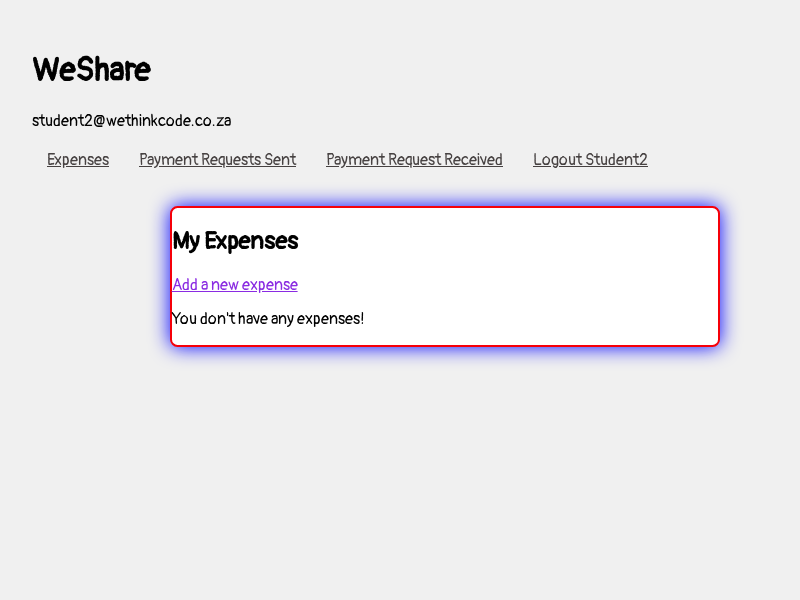 WeShare
student2@wethinkcode.co.za
Expenses Payment Requests Sent Payment Request Received Logout Student2
My Expenses
Add a new expense
You don't have any expenses!